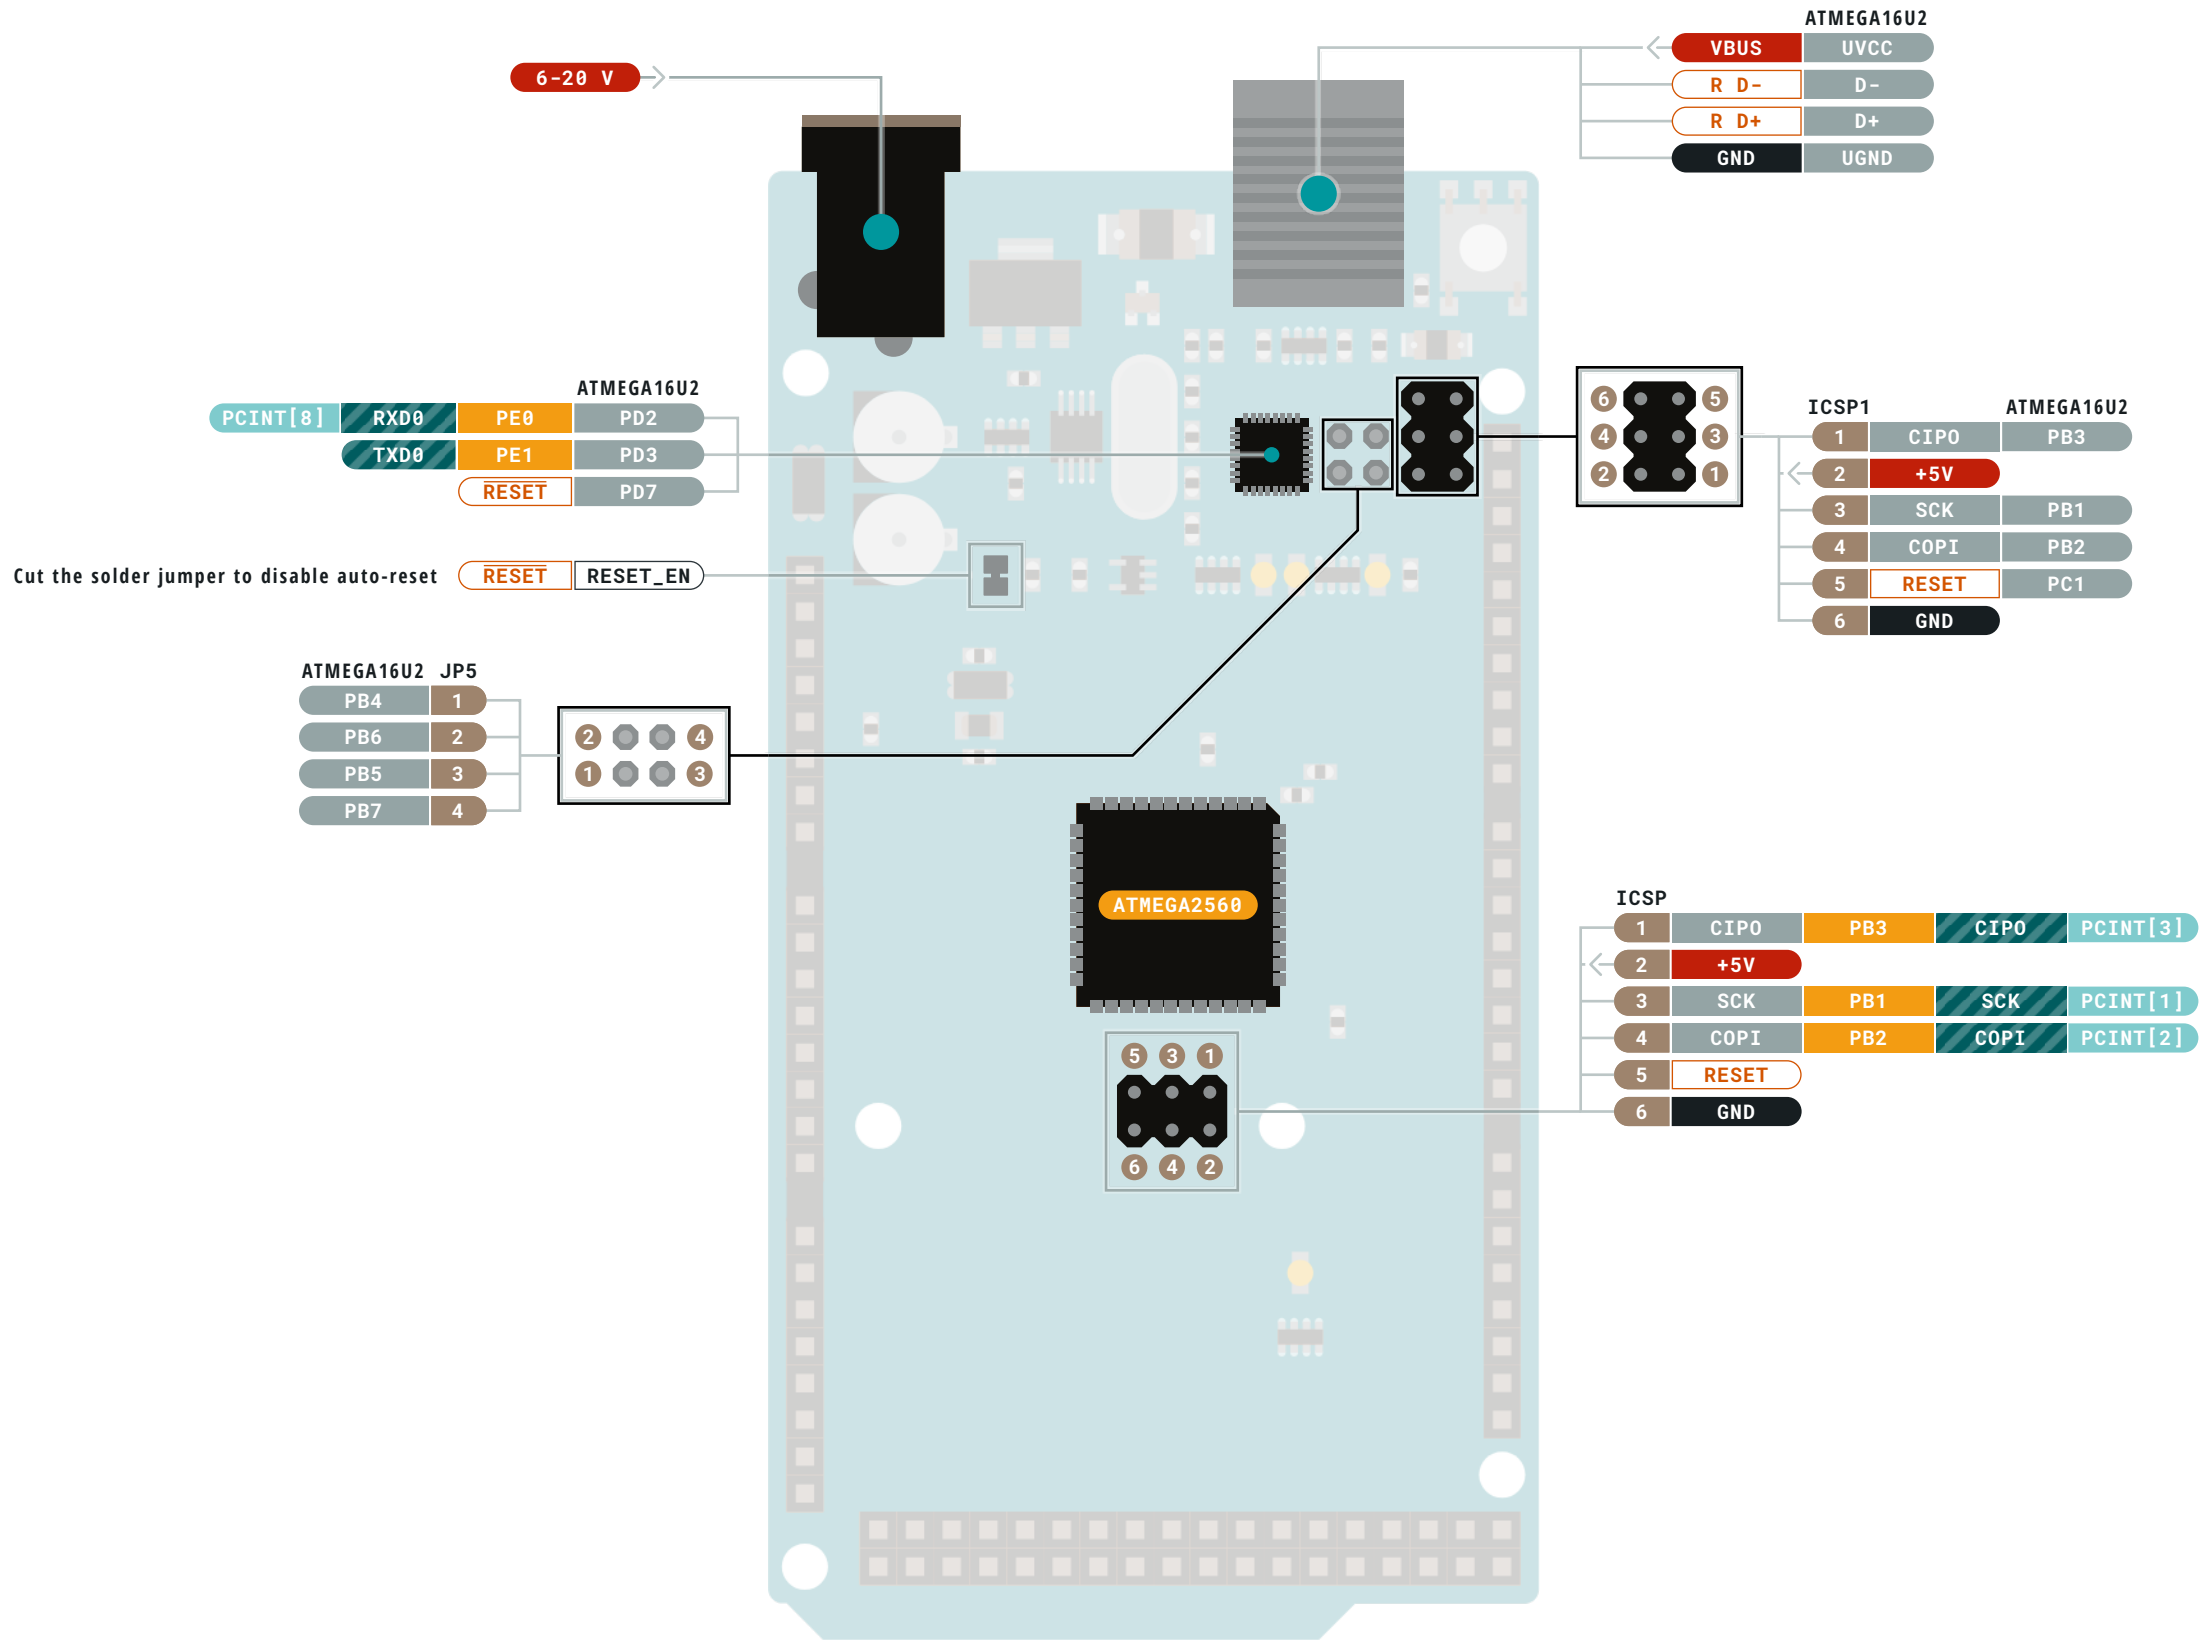 ATMEGA16U2
VBUS UVCC
R D- D-
R D+ D+
GND UGND
6-20 V
ATMEGA16U2
PCINT[8] RXD0 PE0 PD2
TXD0 PE1 PD3
RESET PD7
Cut the solder jumper to disable auto-reset RESET RESET_EN
ATMEGA16U2 JP5
PB4 1
PB6 2
PB5 3
PB7 4
2 4
1 3
6 5
4 3
2 1
ICSP1 ATMEGA16U2
1 CIPO PB3
2 +5V
3 SCK PB1
4 COPI PB2
5 RESET PC1
6 GND
ATMEGA2560
5 3 1
6 4 2
ICSP
1 CIPO PB3 CIPO PCINT[3]
2 +5V
3 SCK PB1 SCK PCINT[1]
4 COPI PB2 COPI PCINT[2]
5 RESET
6 GND